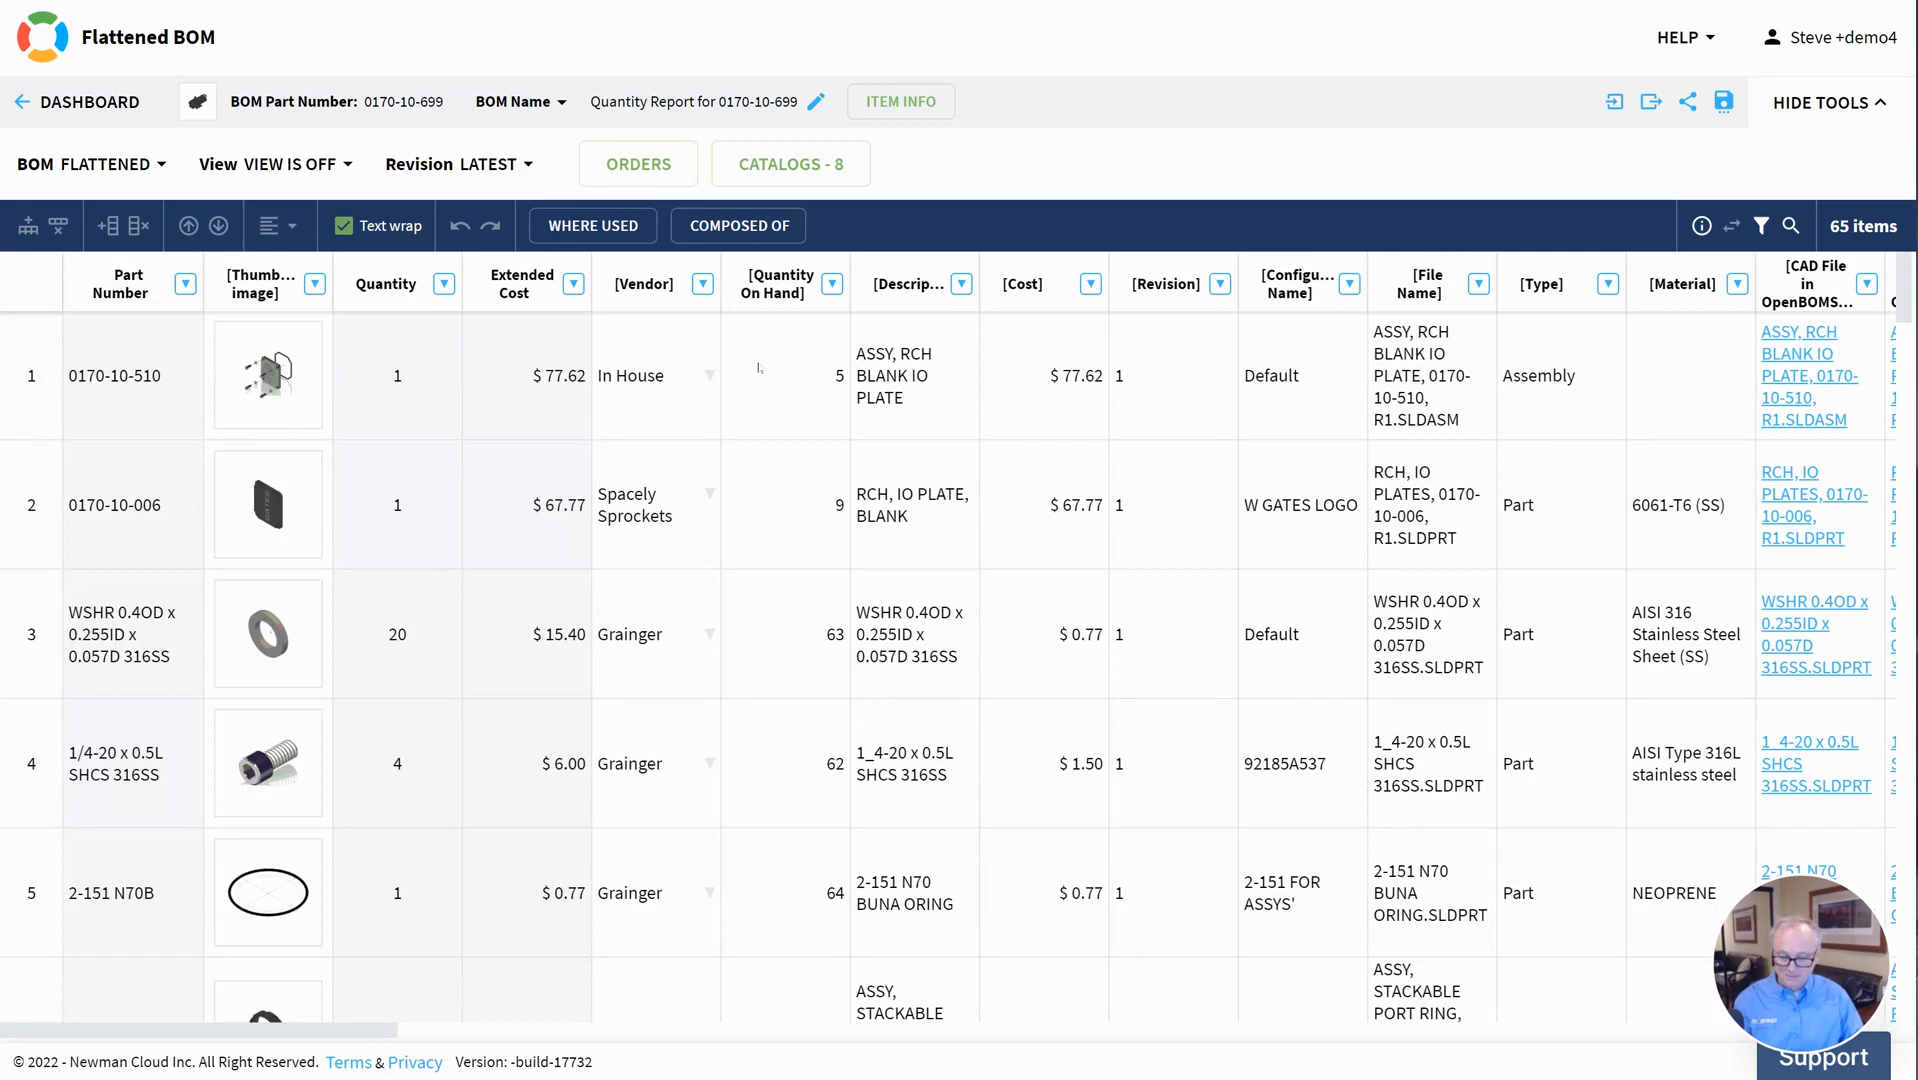 Flattened BOM
HELP
Steve +demo4
DASHBOARD
BOM Part Number: 0170-10-699
BOM Name
Quantity Report for 0170-10-699
ITEM INFO
HIDE TOOLS
BOM FLATTENED
View VIEW IS OFF
Revision LATEST
ORDERS
CATALOGS - 8
Text wrap
WHERE USED
COMPOSED OF
65 items
Part
Number
[Thumb...
image]
Quantity
Extended
Cost
[Vendor]
[Quantity
On Hand]
[Descrip...
[Cost]
[Revision]
[Configu...
Name]
[File
Name]
[Type]
[Material]
[CAD File
in
OpenBOMS...
1
0170-10-510
1
$ 77.62
In House
5
ASSY, RCH
BLANK IO
PLATE
$ 77.62
1
Default
ASSY, RCH
BLANK IO
PLATE, 0170-
10-510,
R1.SLDASM
Assembly
ASSY, RCH
BLANK IO
PLATE, 0170-
10-510,
R1.SLDASM
2
0170-10-006
1
$ 67.77
Spacely
Sprockets
9
RCH, IO PLATE,
BLANK
$ 67.77
1
W GATES LOGO
RCH, IO
PLATES, 0170-
10-006,
R1.SLDPRT
Part
6061-T6 (SS)
RCH, IO
PLATES, 0170-
10-006,
R1.SLDPRT
3
WSHR 0.4OD x
0.255ID x
0.057D 316SS
20
$ 15.40
Grainger
63
WSHR 0.4OD x
0.255ID x
0.057D 316SS
$ 0.77
1
Default
WSHR 0.4OD x
0.255ID x
0.057D
316SS.SLDPRT
Part
AISI 316
Stainless Steel
Sheet (SS)
WSHR 0.4OD x
0.255ID x
0.057D
316SS.SLDPRT
4
1/4-20 x 0.5L
SHCS 316SS
4
$ 6.00
Grainger
62
1_4-20 x 0.5L
SHCS 316SS
$ 1.50
1
92185A537
1_4-20 x 0.5L
SHCS
316SS.SLDPRT
Part
AISI Type 316L
stainless steel
1_4-20 x 0.5L
SHCS
316SS.SLDPRT
5
2-151 N70B
1
$ 0.77
Grainger
64
2-151 N70
BUNA ORING
$ 0.77
1
2-151 FOR
ASSYS'
2-151 N70
BUNA
ORING.SLDPRT
Part
NEOPRENE
2-151 N70
ASSY,
STACKABLE
ASSY,
STACKABLE
PORT RING,
© 2022 - Newman Cloud Inc. All Right Reserved. Terms & Privacy Version: -build-17732
Support